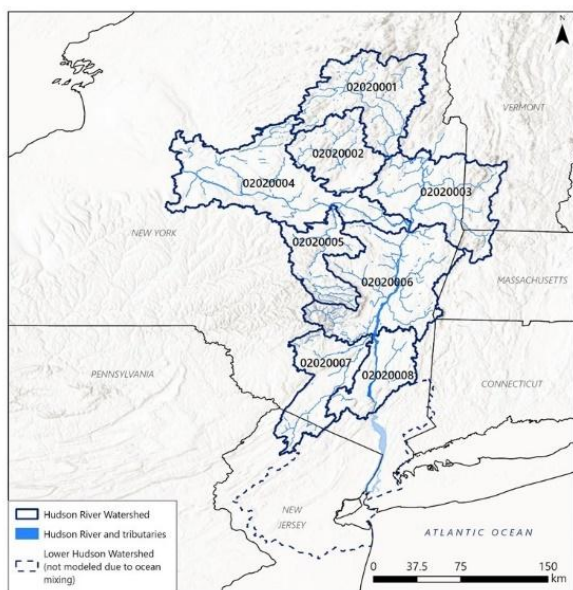 N
02020001
VERMONT
02020002
02020004
02020003
NEW YORK
02020005
02020006
MASSACHUSETTS
02020007
02020008
PENNSYLVANIA
CONNECTICUT
NEW
JERSEY
ATLANTIC OCEAN
Hudson River Watershed
Hudson River and tributaries
Lower Hudson Watershed
(not modeled due to ocean
mixing)
0 37.5 75 150
km